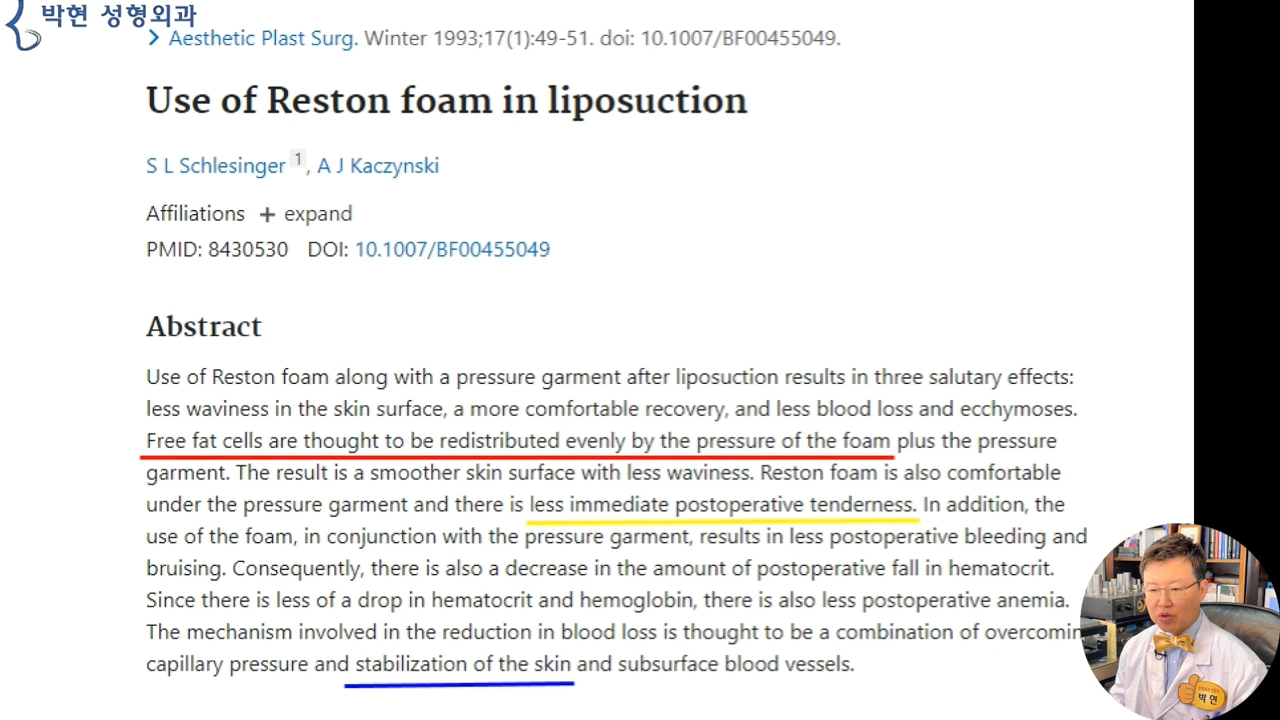 박현 성형외과
Aesthetic Plast Surg. Winter 1993;17(1):49-51. doi: 10.1007/BF00455049.
Use of Reston foam in liposuction
S L Schlesinger 1, A J Kaczynski
Affiliations + expand
PMID: 8430530 DOI: 10.1007/BF00455049
Abstract
Use of Reston foam along with a pressure garment after liposuction results in three salutary effects:
less waviness in the skin surface, a more comfortable recovery, and less blood loss and ecchymoses.
Free fat cells are thought to be redistributed evenly by the pressure of the foam plus the pressure
garment. The result is a smoother skin surface with less waviness. Reston foam is also comfortable
under the pressure garment and there is less immediate postoperative tenderness. In addition, the
use of the foam, in conjunction with the pressure garment, results in less postoperative bleeding and
bruising. Consequently, there is also a decrease in the amount of postoperative fall in hematocrit.
Since there is less of a drop in hematocrit and hemoglobin, there is also less postoperative anemia.
The mechanism involved in the reduction in blood loss is thought to be a combination of overcomin
capillary pressure and stabilization of the skin and subsurface blood vessels.
박현